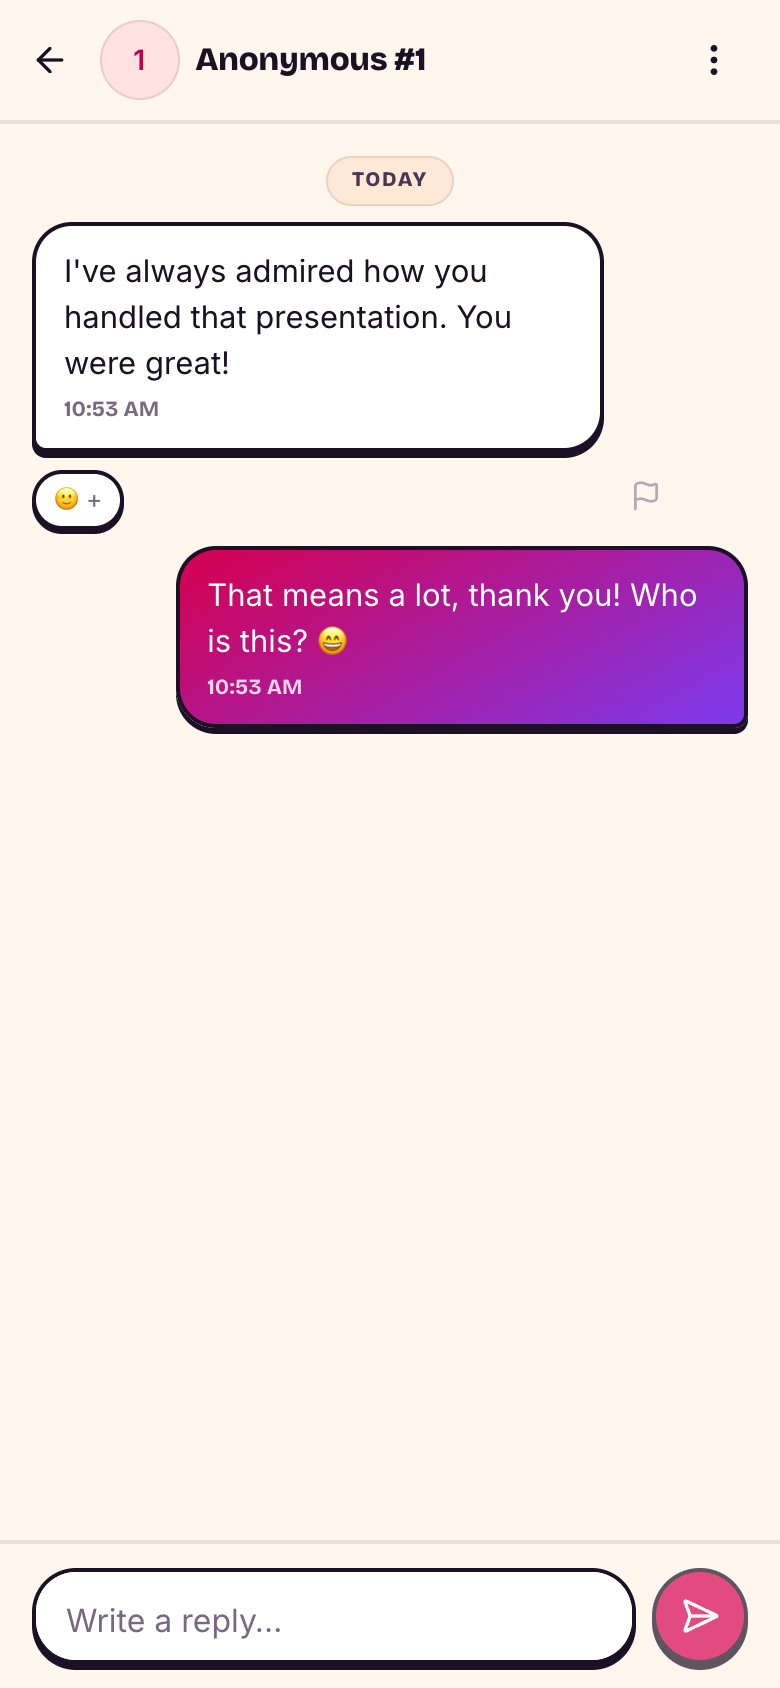 1
Anonymous #1
TODAY
I've always admired how you
handled that presentation. You
were great!
10:53 AM
🙂 +
That means a lot, thank you! Who
is this? 😄
10:53 AM
Write a reply...